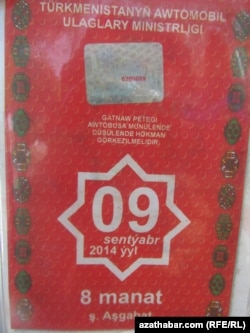 TÜRKMENISTANYŇ AWTOMOBIL
ULAGLARY MINISTRLIGI
GATNAW PETEGI
AWTOBUSA MÜNÜLENDE
DÜŞÜLENDE HÖKMAN
GÖRKEZILMELIDIR.
09
sentýabr
2014 ýyl
8 manat
ş. Aşgabat
azathabar.com (RFE/RL)